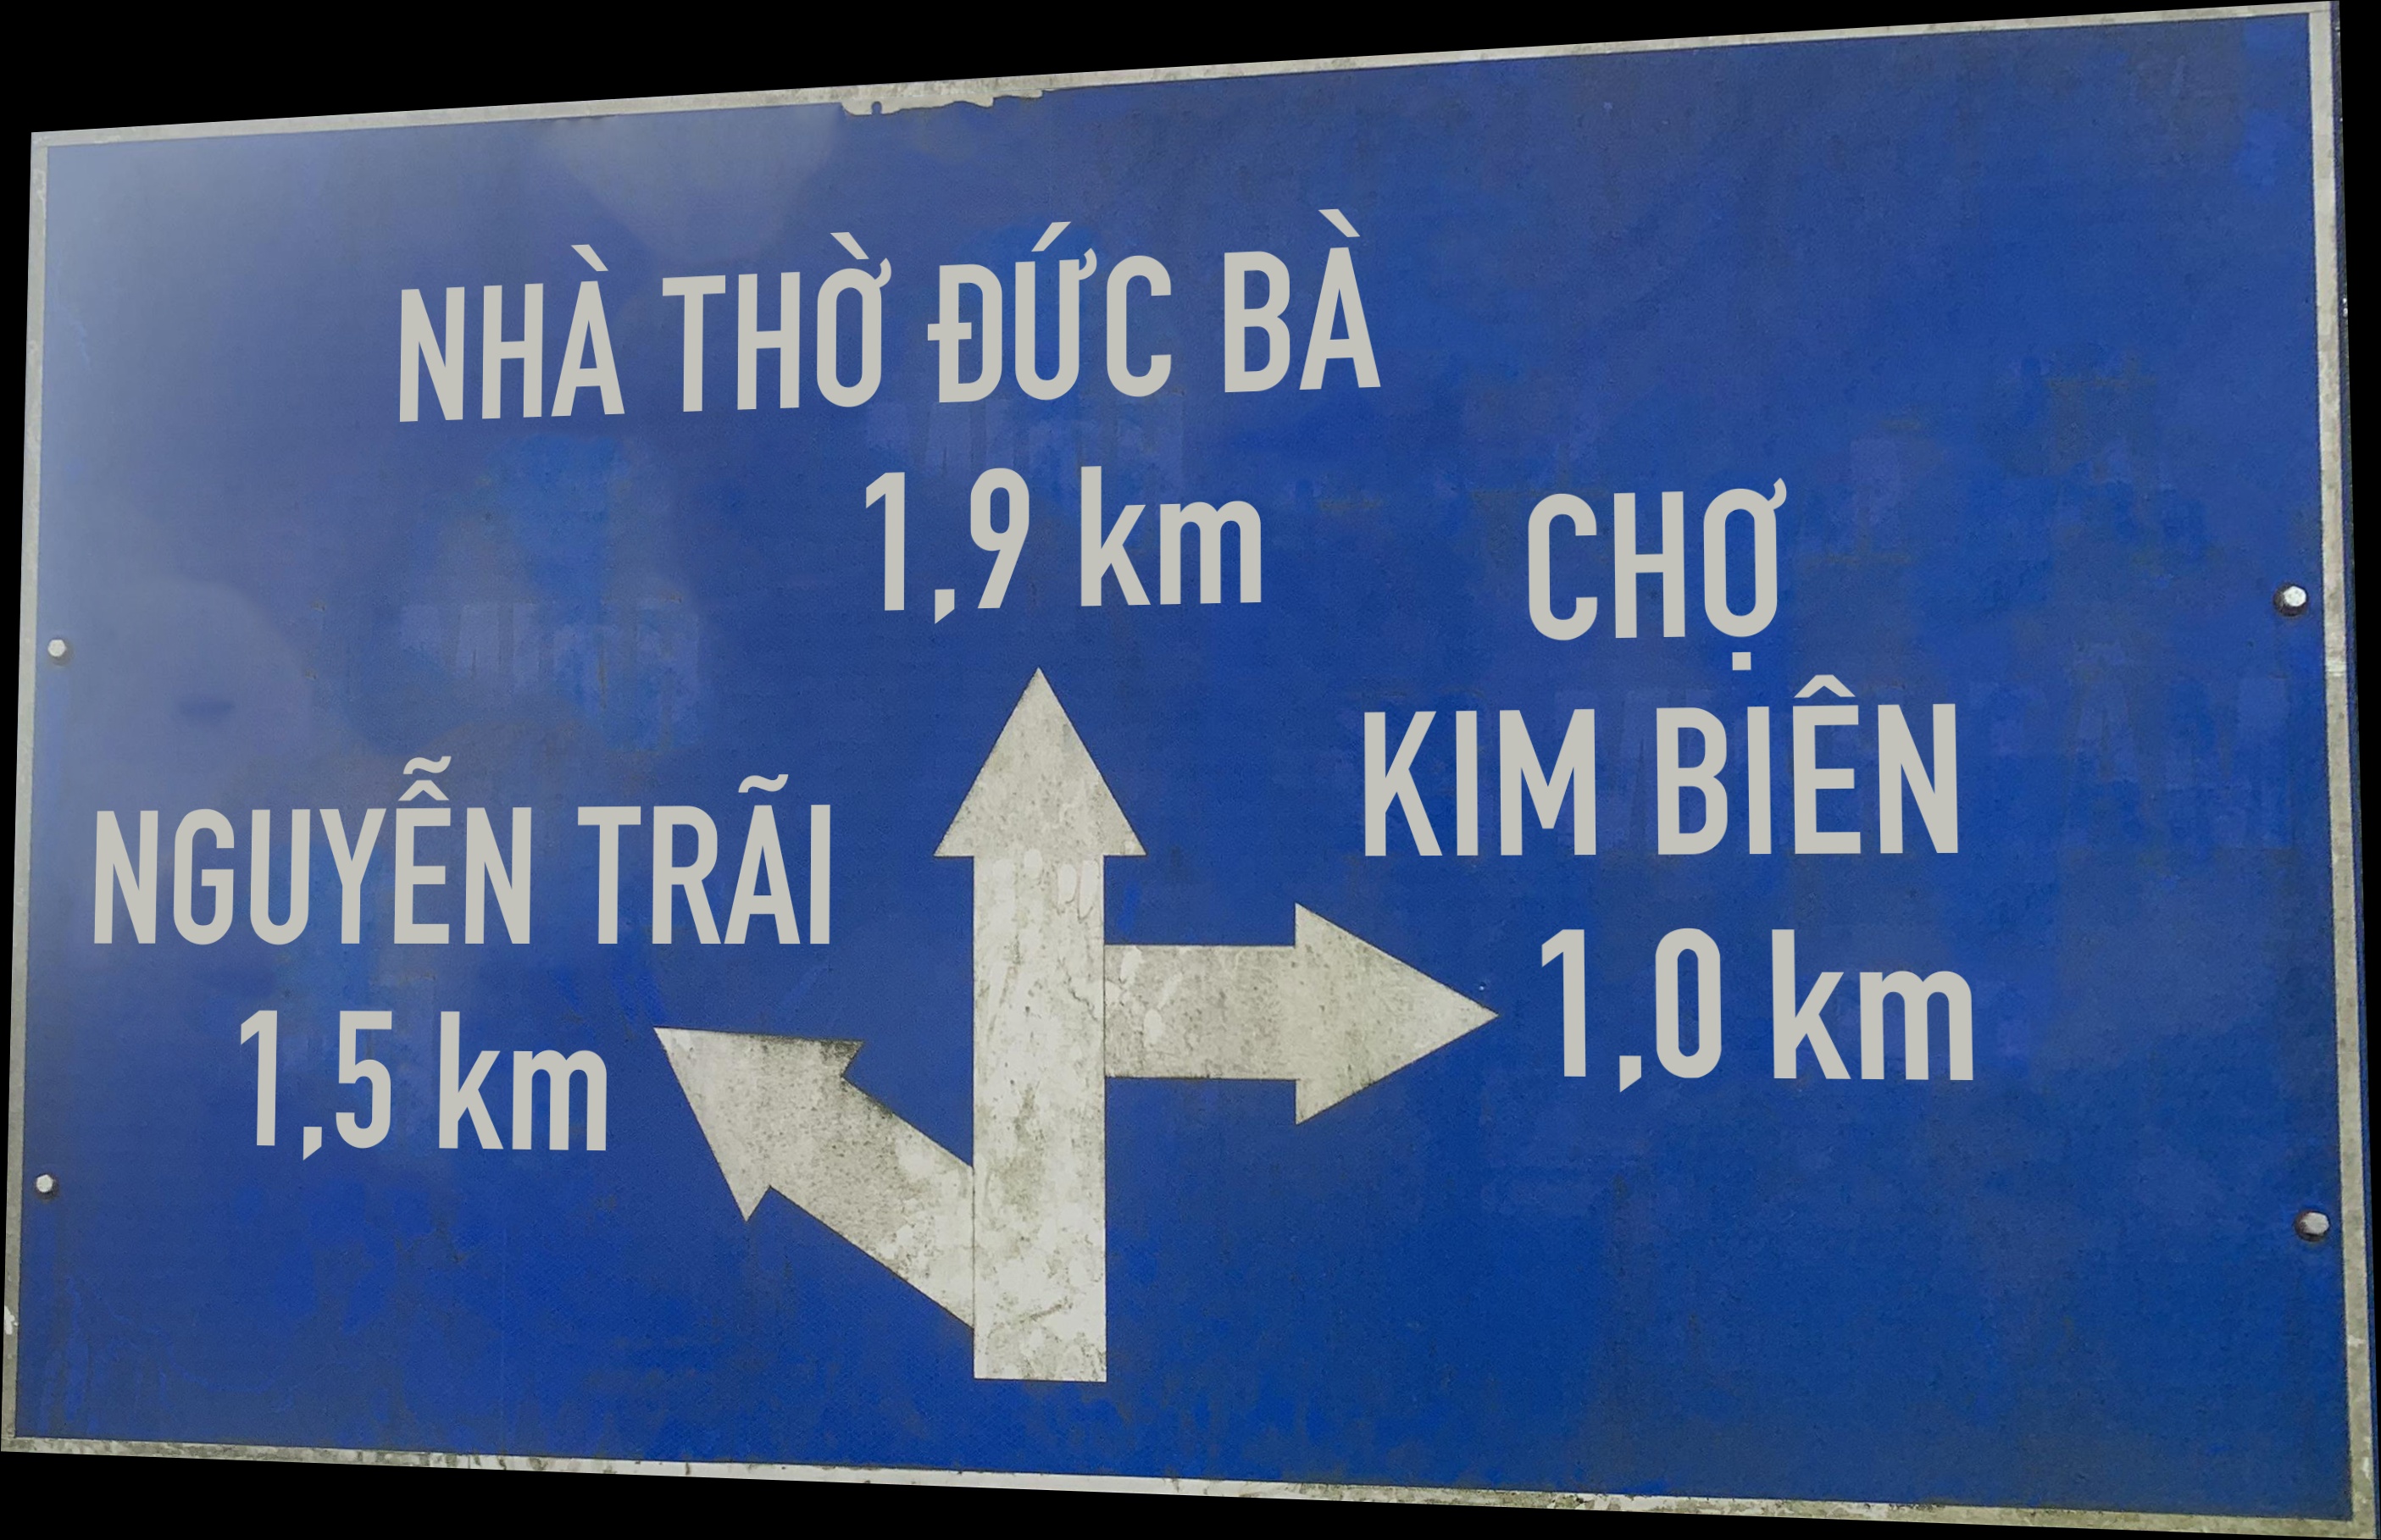 NHÀ THỜ ĐỨC BÀ
1,9 km
CHỢ
KIM BIÊN
1,0 km
NGUYỄN TRÃI
1,5 km